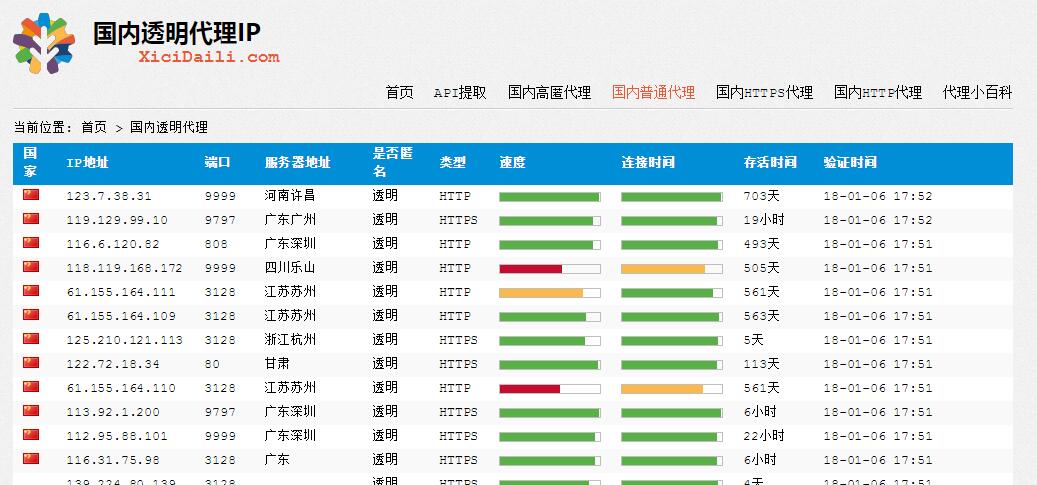 国内透明代理IP
XiciDaili.com
首页 API提取 国内高匿代理 国内普通代理 国内HTTPS代理 国内HTTP代理 代理小百科
当前位置: 首页 > 国内透明代理
国家 IP地址 端口 服务器地址 是否匿名 类型 速度 连接时间 存活时间 验证时间
123.7.38.31 9999 河南许昌 透明 HTTP 703天 18-01-06 17:52
119.129.99.10 9797 广东广州 透明 HTTPS 19小时 18-01-06 17:52
116.6.120.82 808 广东深圳 透明 HTTP 493天 18-01-06 17:51
118.119.168.172 9999 四川乐山 透明 HTTP 505天 18-01-06 17:51
61.155.164.111 3128 江苏苏州 透明 HTTP 561天 18-01-06 17:51
61.155.164.109 3128 江苏苏州 透明 HTTP 563天 18-01-06 17:51
125.210.121.113 3128 浙江杭州 透明 HTTPS 5天 18-01-06 17:51
122.72.18.34 80 甘肃 透明 HTTPS 113天 18-01-06 17:51
61.155.164.110 3128 江苏苏州 透明 HTTP 561天 18-01-06 17:51
113.92.1.200 9797 广东深圳 透明 HTTPS 6小时 18-01-06 17:51
112.95.88.101 9999 广东深圳 透明 HTTPS 22小时 18-01-06 17:51
116.31.75.98 3128 广东 透明 HTTPS 6小时 18-01-06 17:51
139.224.80.139 3128 透明 HTTPS 4天 18-01-06 17:51